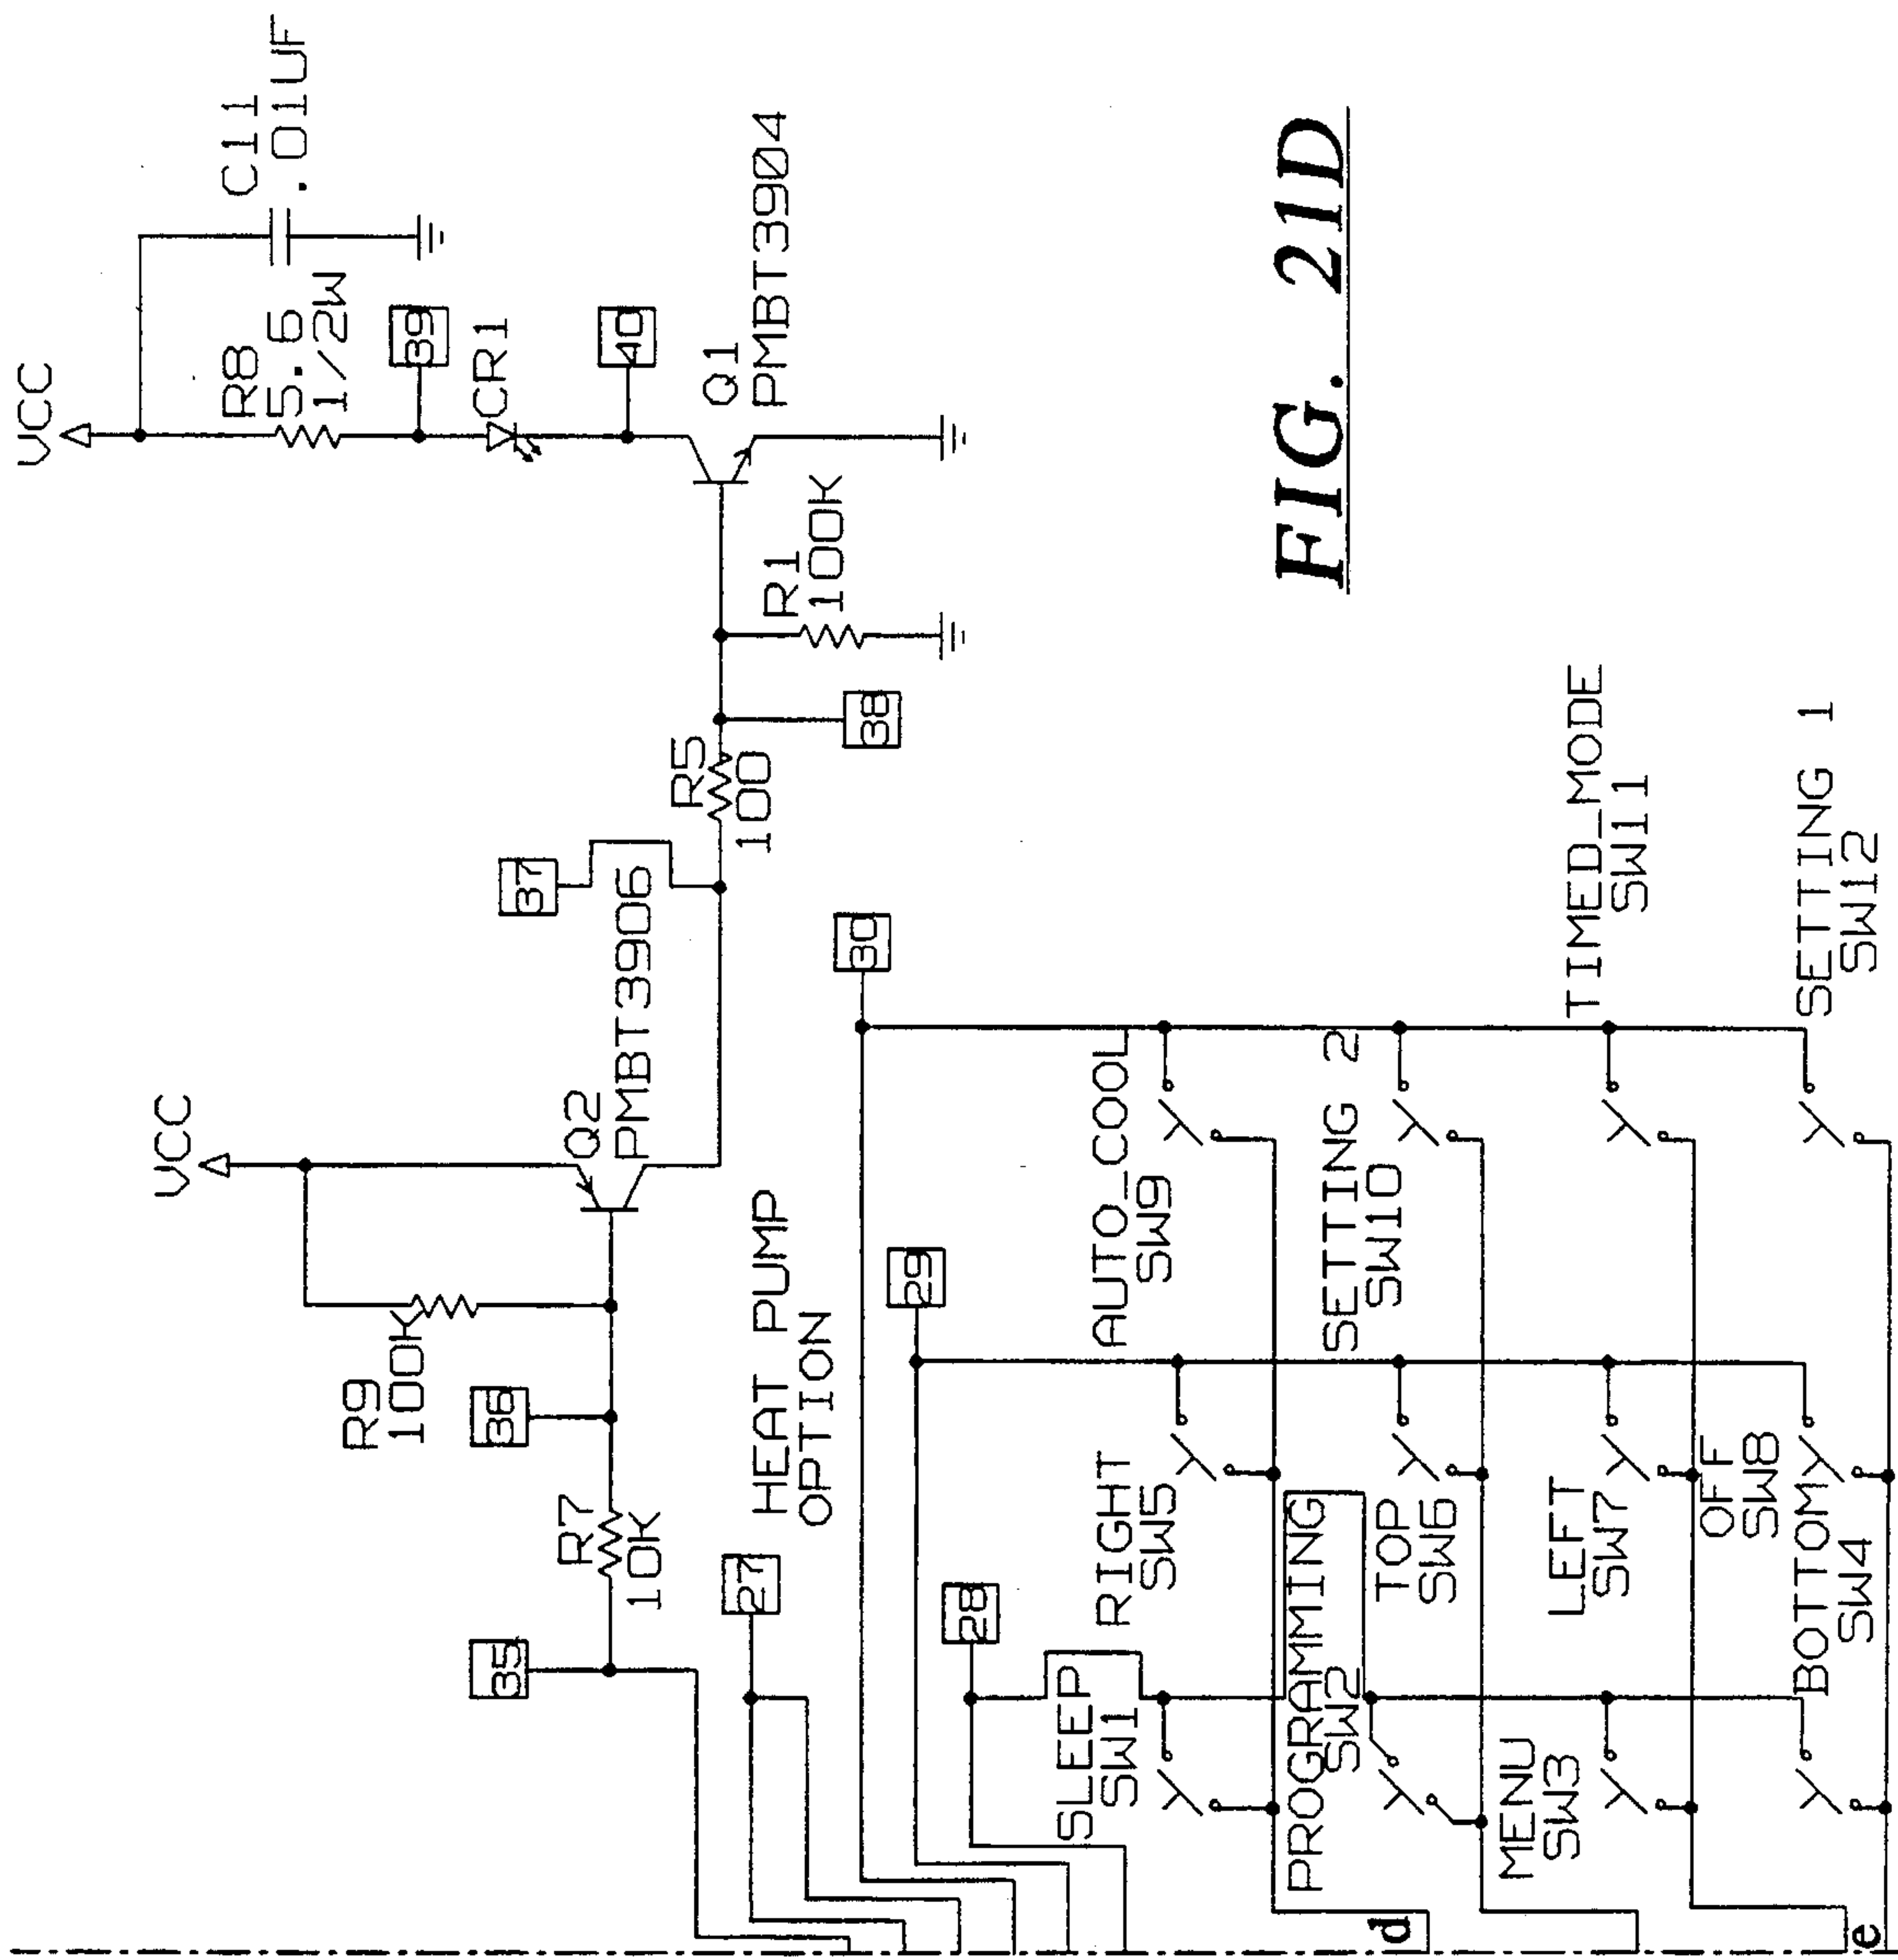 VCC
C11
.01UF
R8
5.6
1/2W
39
CR1
40
Q1
PMBT3904
VCC
R9
100K
36
35
R7
10K
Q2
PMBT3906
37
R5
100
38
R1
100K
27
HEAT PUMP
OPTION
30
29
28
SLEEP
SW1
RIGHT
SW5
AUTO_COOL
SW9
PROGRAMMING
SW2
TOP
SW6
SETTING 2
SW10
MENU
SW3
LEFT
SW7
TIMED_MODE
SW11
BOTTOM
SW4
OFF
SW8
SETTING 1
SW12
d
e
FIG. 21D